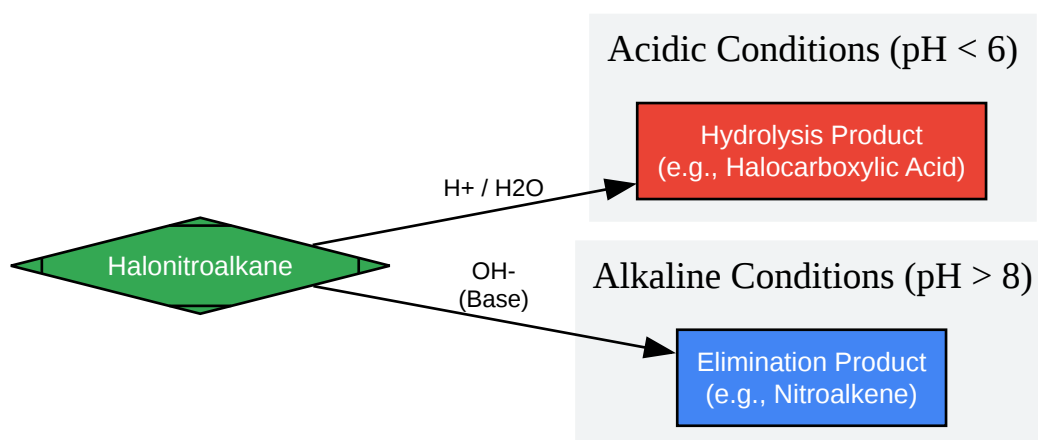 Acidic Conditions (pH < 6)
Hydrolysis Product
(e.g., Halocarboxylic Acid)
H+ / H2O
Halonitroalkane
OH-
(Base)
Alkaline Conditions (pH > 8)
Elimination Product
(e.g., Nitroalkene)